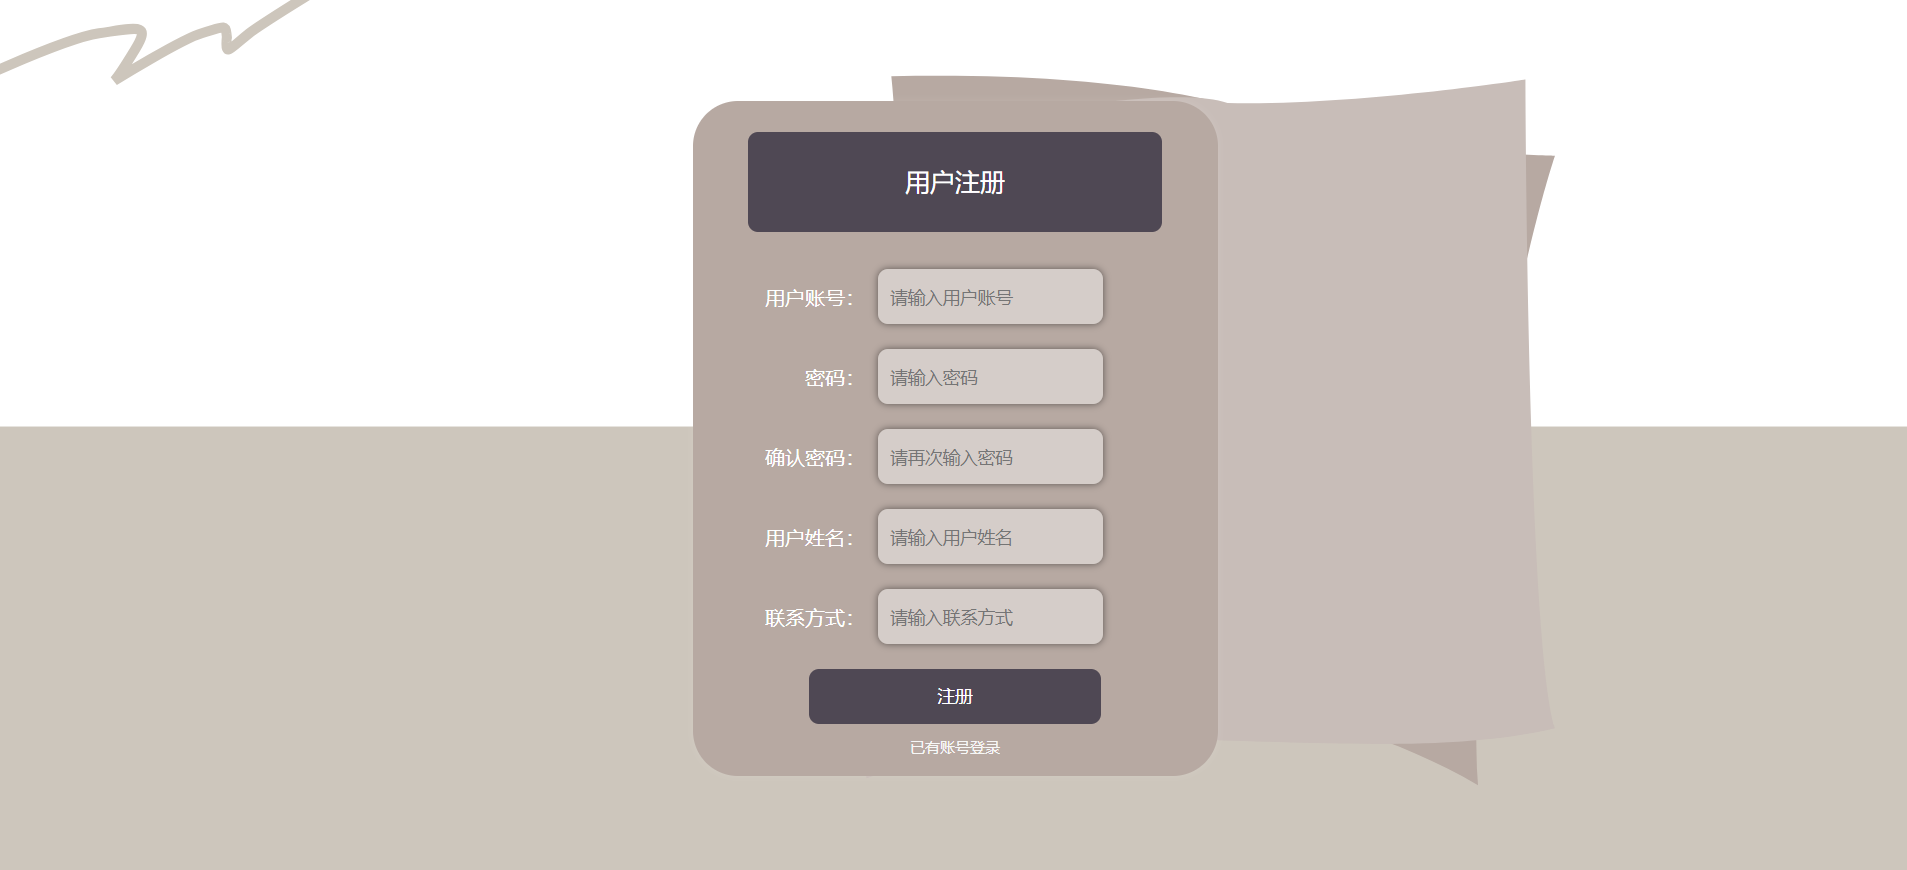 用户注册
用户账号： 请输入用户账号
密码： 请输入密码
确认密码： 请再次输入密码
用户姓名： 请输入用户姓名
联系方式： 请输入联系方式
注册
已有账号登录